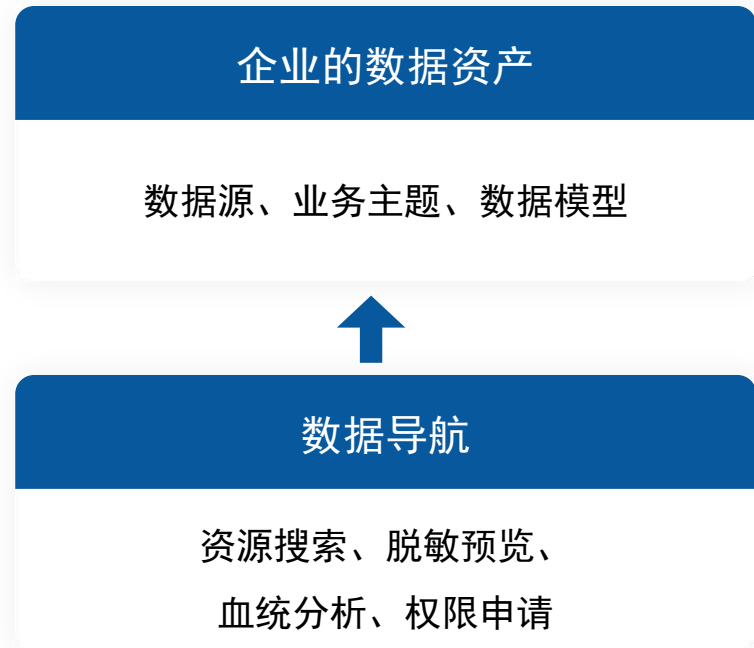 企业的数据资产
数据源、业务主题、数据模型
数据导航
资源搜索、脱敏预览、
血统分析、权限申请